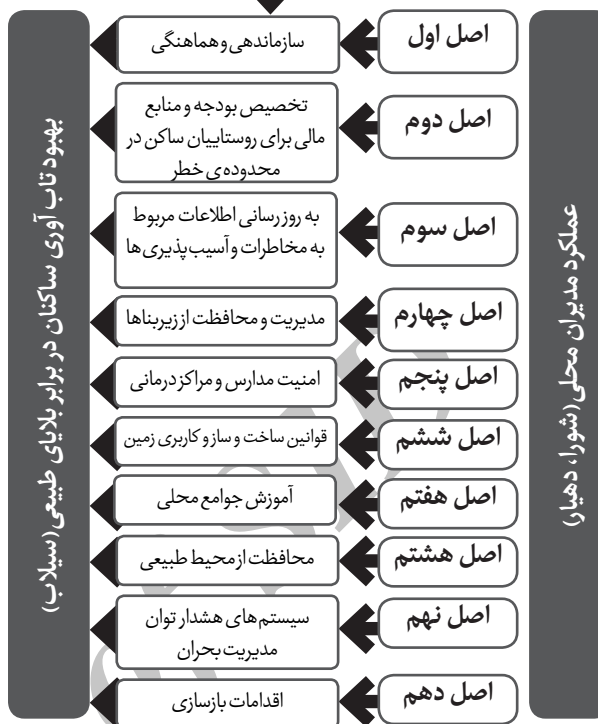 عملکرد مدیران محلی (شورا، دهیار)
اصل اول
سازماندهی و هماهنگی
اصل دوم
تخصیص بودجه و منابع
مالی برای روستاییان ساکن در
محدوده‌ی خطر
اصل سوم
به روز رسانی اطلاعات مربوط
به مخاطرات و آسیب‌پذیری‌ها
اصل چهارم
مدیریت و محافظت از زیربناها
اصل پنجم
امنیت مدارس و مراکز درمانی
اصل ششم
قوانین ساخت و ساز و کاربری زمین
اصل هفتم
آموزش جوامع محلی
اصل هشتم
محافظت از محیط طبیعی
اصل نهم
سیستم‌های هشدار توان
مدیریت بحران
اصل دهم
اقدامات بازسازی
بهبود تاب آوری ساکنان در برابر بلایای طبیعی (سیلاب)